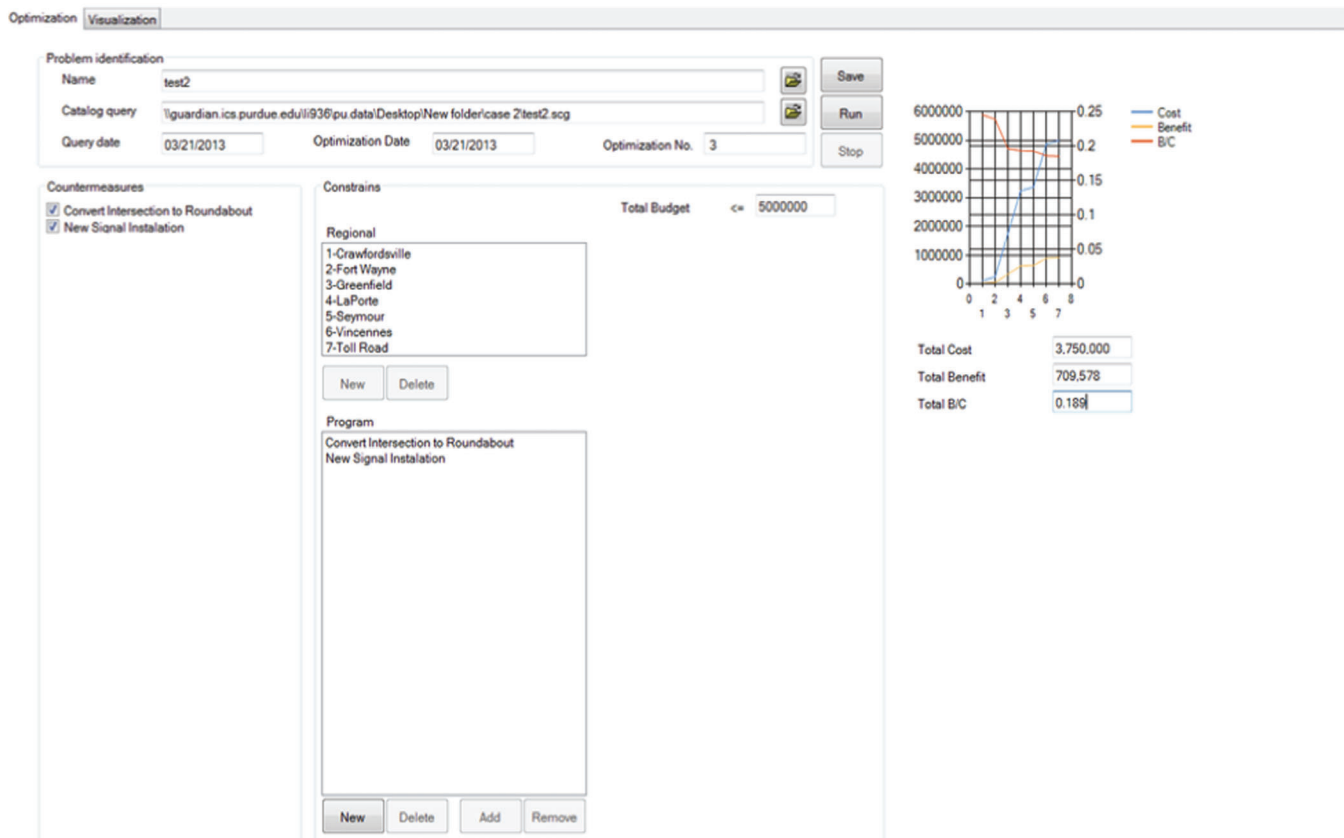 Optimization Visualization
Problem identification
Name test2
Save
Catalog query \\guardian.ics.purdue.edu\li936\pu.data\Desktop\New folder\case 2\test2.scg
Run
Query date 03/21/2013 Optimization Date 03/21/2013 Optimization No. 3
Stop
Countermeasures
Convert Intersection to Roundabout
New Signal Instalation
Constrains
Total Budget <= 5000000
Regional
1-Crawfordsville
2-Fort Wayne
3-Greenfield
4-LaPorte
5-Seymour
6-Vincennes
7-Toll Road
New Delete
Program
Convert Intersection to Roundabout
New Signal Instalation
New Delete Add Remove
6000000 0.25
5000000 0.2
4000000 0.15
3000000
2000000 0.1
1000000 0.05
0 0
0 2 4 6 8
1 3 5 7
Cost
Benefit
B/C
Total Cost 3,750,000
Total Benefit 709,578
Total B/C 0.189